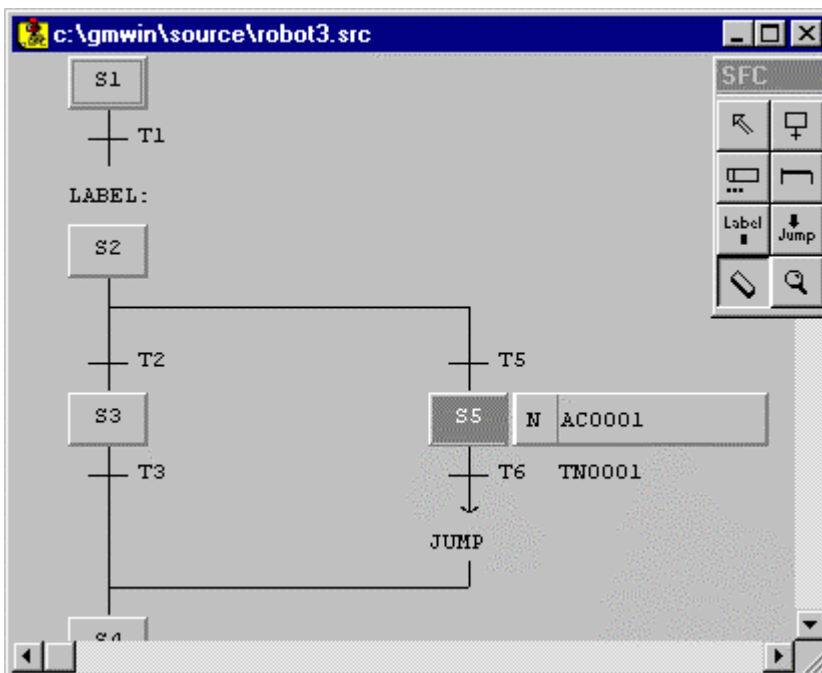 c:\gmwin\source\robot3.src
S1
SFC
T1
LABEL:
Label
Jump
S2
T2
T5
S3
S5
N AC0001
T3
T6 TN0001
JUMP
S4